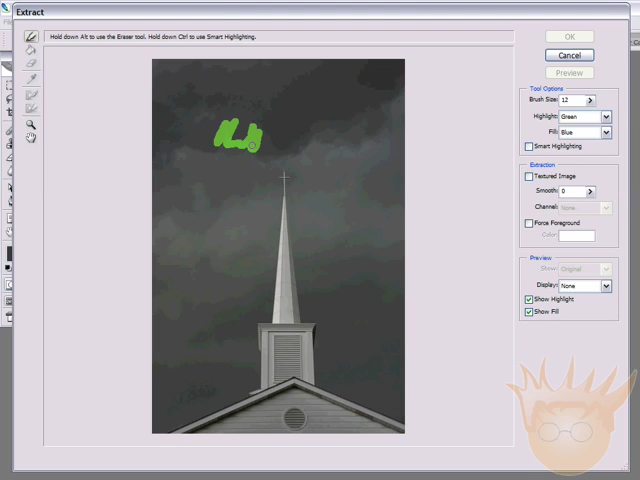 Extract
Hold down Alt to use the Eraser tool. Hold down Ctrl to use Smart Highlighting.
OK
Cancel
Preview
Tool Options
Brush Size: 12
Highlight: Green
Fill: Blue
Smart Highlighting
Extraction
Textured Image
Smooth: 0
Channel: None
Force Foreground
Color:
Preview
Show: Original
Display: None
Show Highlight
Show Fill